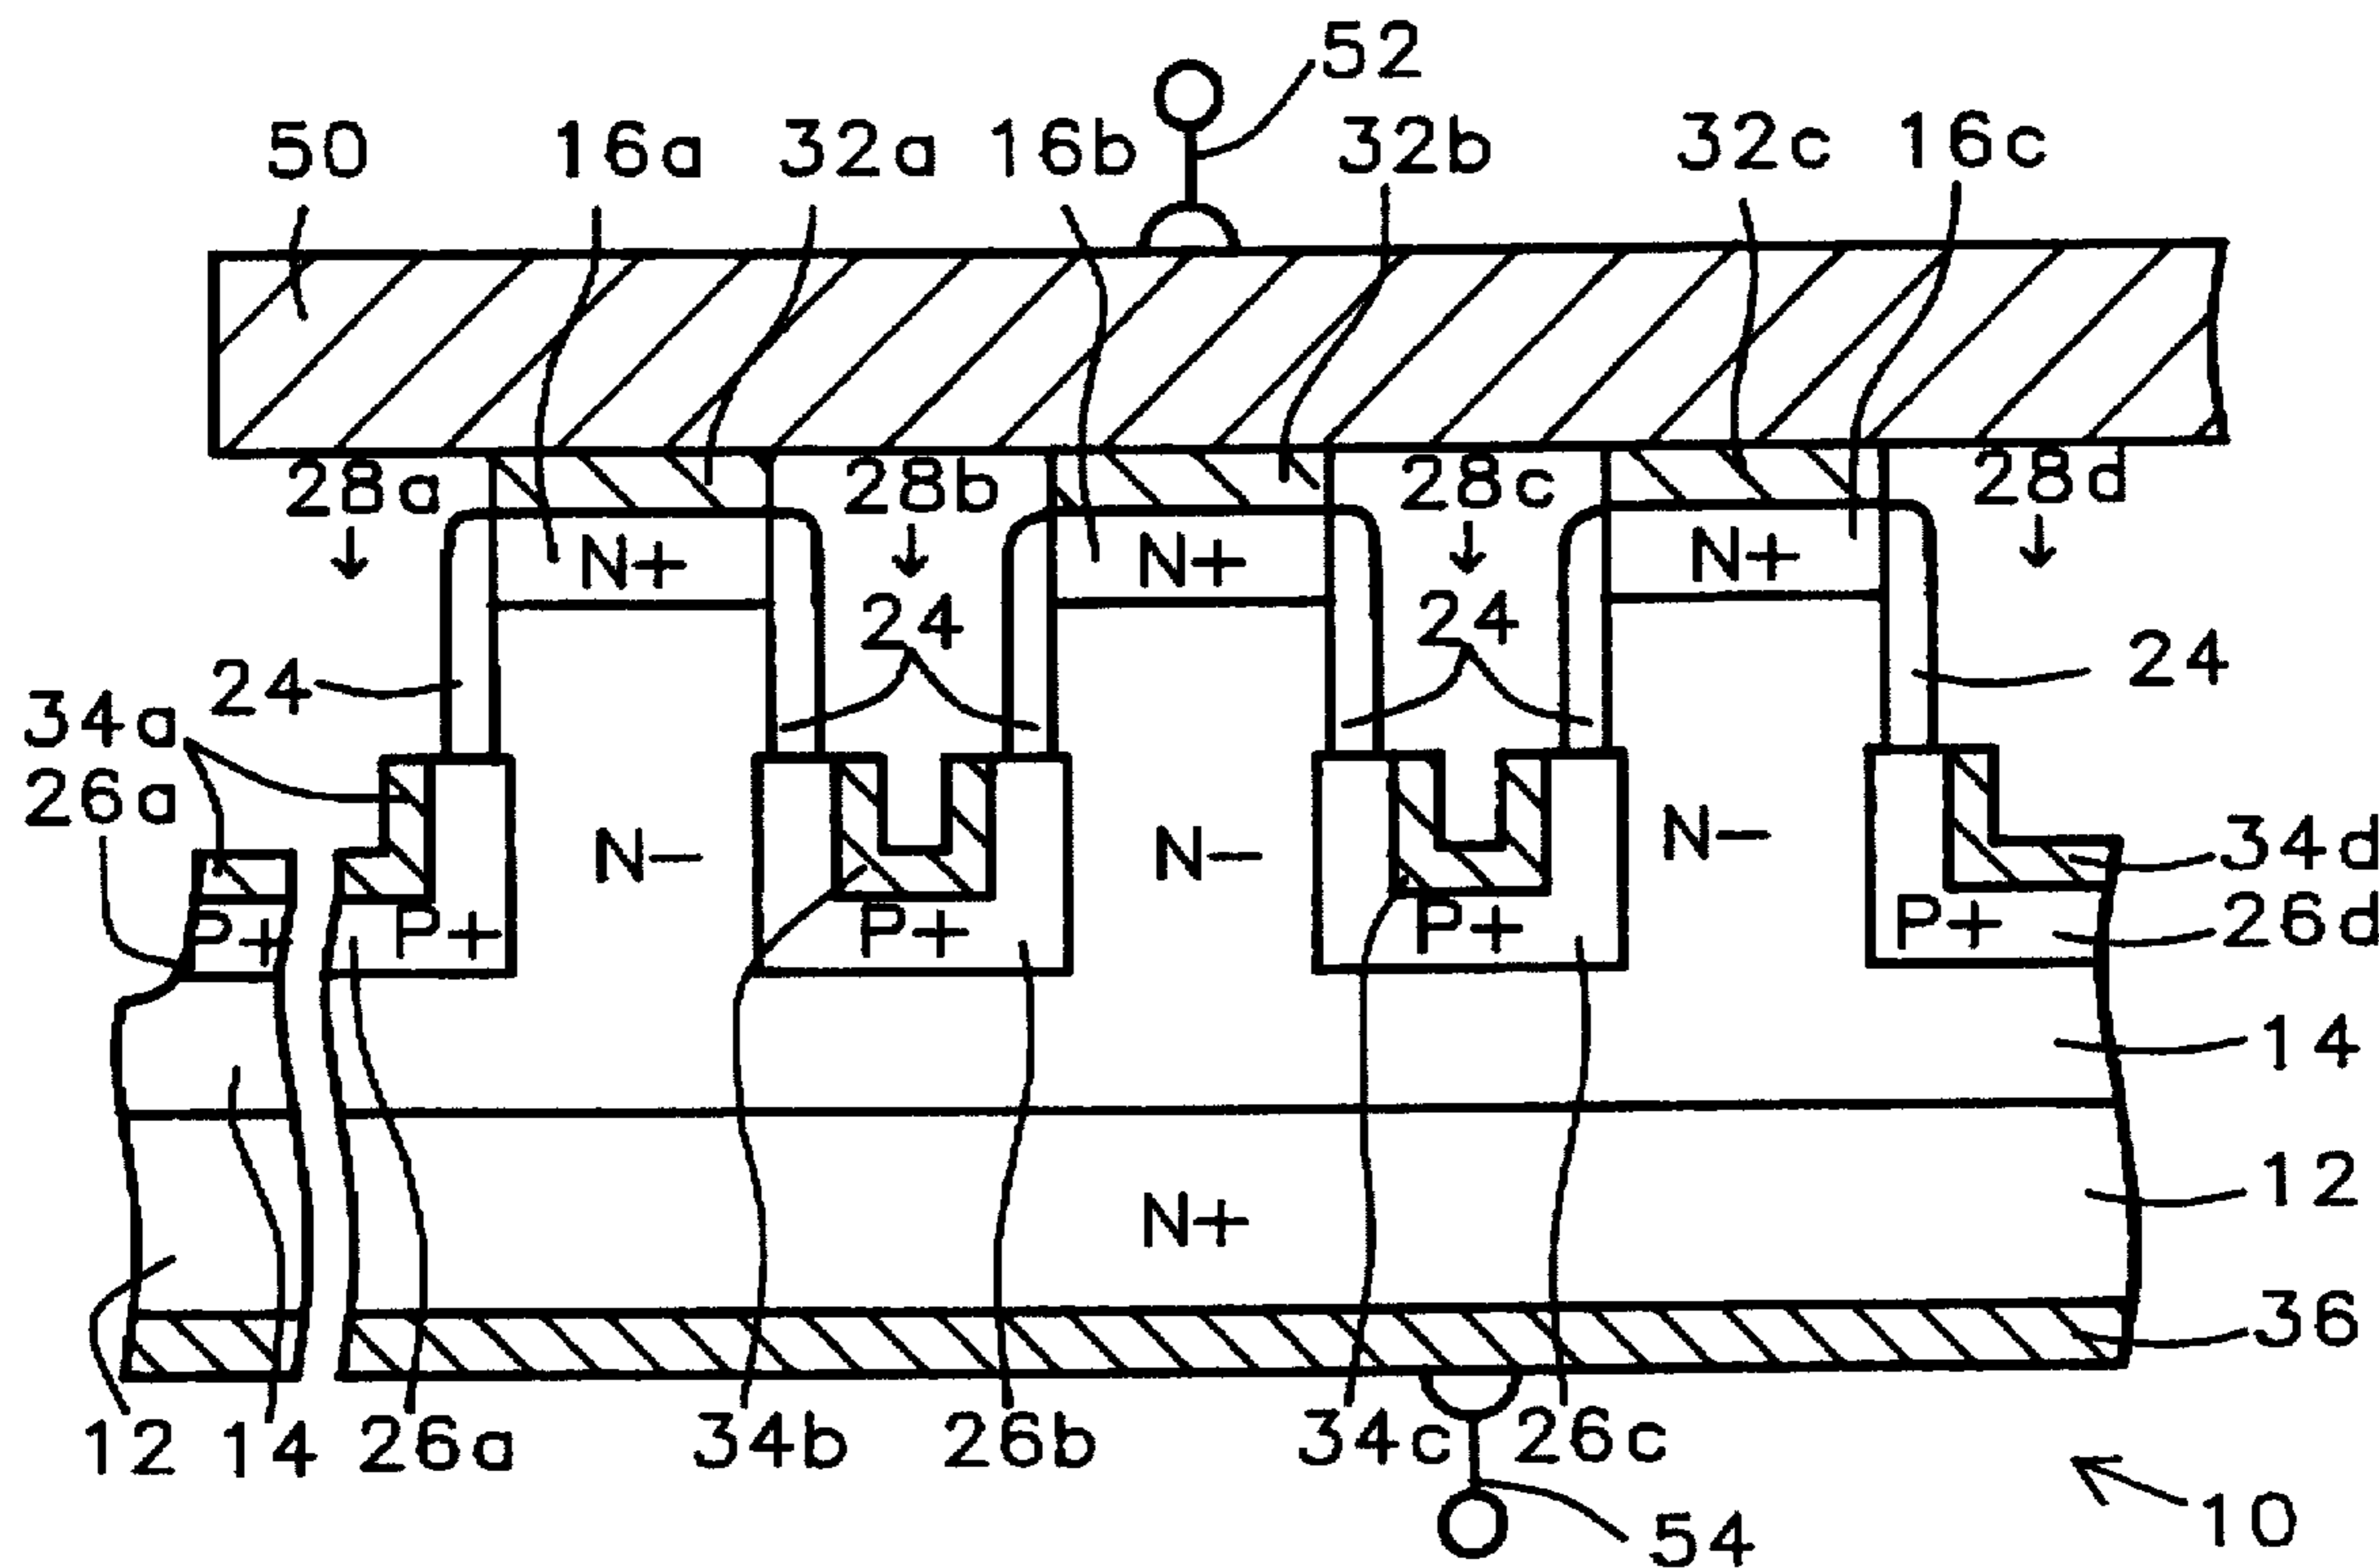 52
50 16a 32a 16b 32b 32c 16c
28a 28b 28c 28d
N+ N+ N+
24 24
24 24
34a
26a
N- N- N-
34d
P+ P+ P+ P+ P+
26d
14
12
N+
36
12 14 26a 34b 26b 34c 26c
10
54